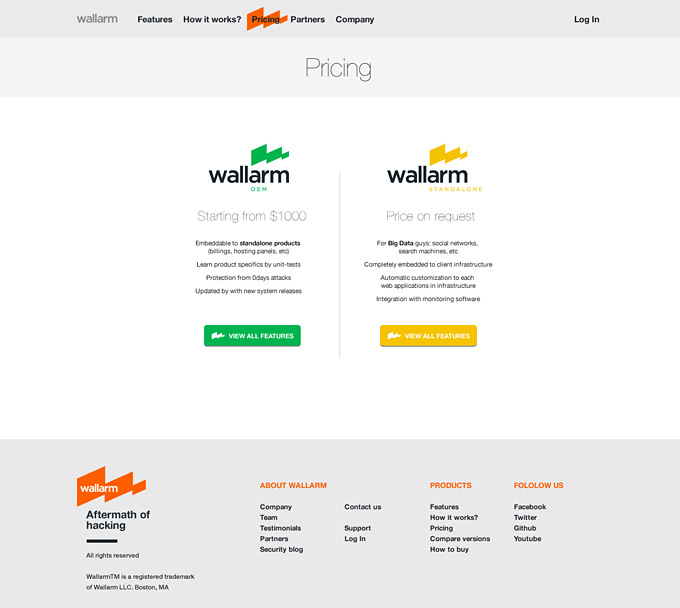 wallarm
Features
How it works?
Pricing
Partners
Company
Log In
Pricing
wallarm
OEM
Starting from $1000
Embeddable to standalone products
(billings, hosting panels, etc)
Learn product specifics by unit-tests
Protection from 0days attacks
Updated by with new system releases
VIEW ALL FEATURES
wallarm
STANDALONE
Price on request
For Big Data guys: social networks,
search machines, etc
Completely embedded to client infrastructure
Automatic customization to each
web applications in infrastructure
Integration with monitoring software
VIEW ALL FEATURES
wallarm
Aftermath of
hacking
All rights reserved
WallarmTM is a registered trademark
of Wallarm LLC. Boston, MA
ABOUT WALLARM
Company
Team
Testimonials
Partners
Security blog
Contact us
Support
Log In
PRODUCTS
Features
How it works?
Pricing
Compare versions
How to buy
FOLOLOW US
Facebook
Twitter
Github
Youtube